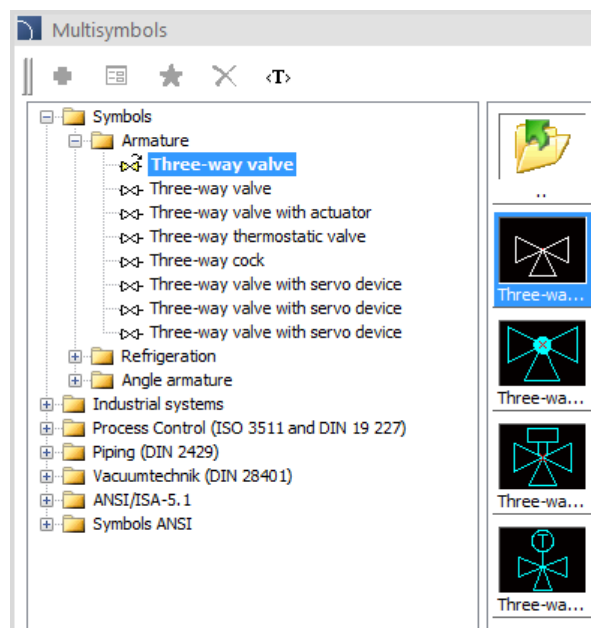 Multisymbols
<T>
Symbols
Armature
Three-way valve
Three-way valve
Three-way valve with actuator
Three-way thermostatic valve
Three-way cock
Three-way valve with servo device
Three-way valve with servo device
Three-way valve with servo device
Refrigeration
Angle armature
Industrial systems
Process Control (ISO 3511 and DIN 19 227)
Piping (DIN 2429)
Vacuumtechnik (DIN 28401)
ANSI/ISA-5.1
Symbols ANSI
..
Three-wa...
Three-wa...
Three-wa...
T
Three-wa...